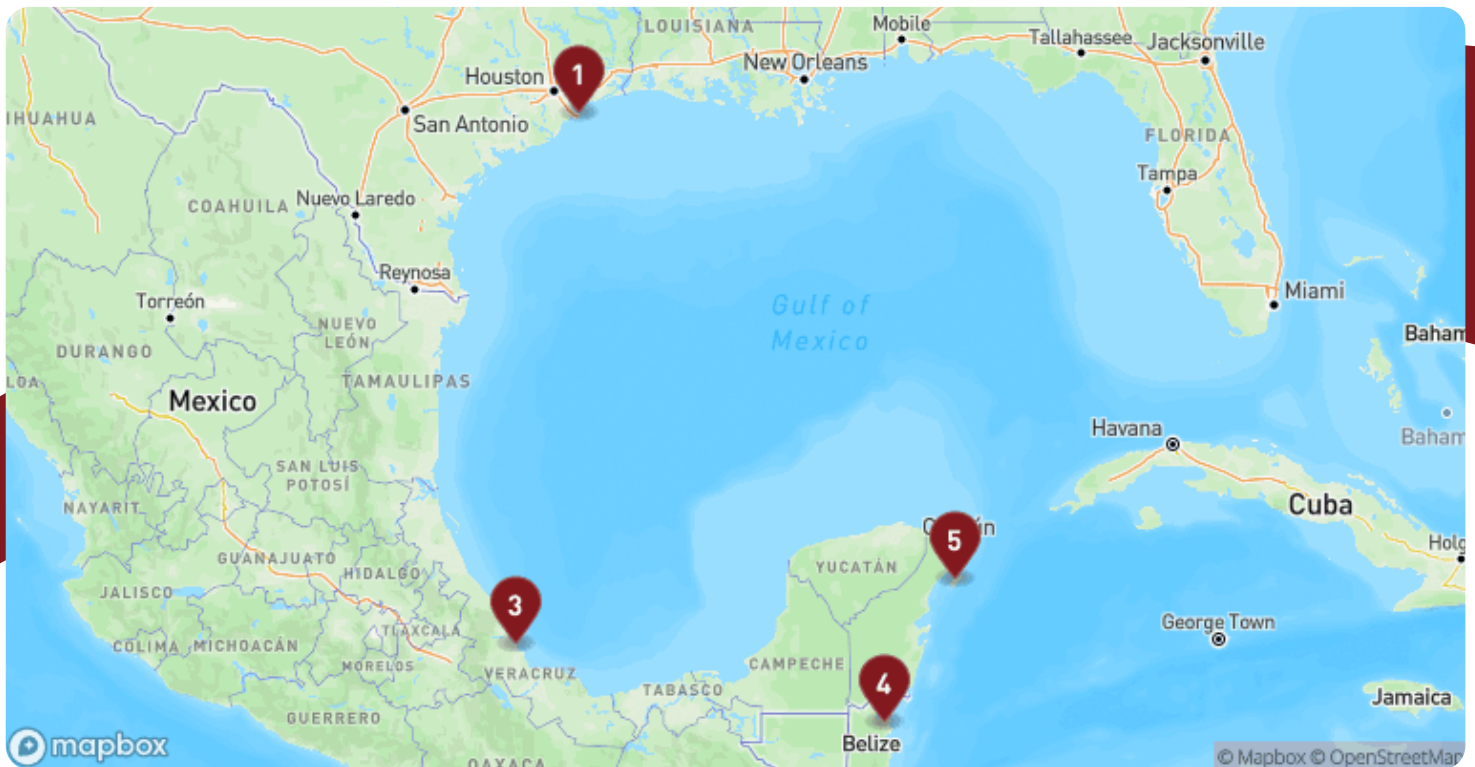 LOUISIANA
Mobile
Tallahassee
Jacksonville
Houston
1
New Orleans
San Antonio
IHUAHUA
FLORIDA
Tampa
COAHUILA
Nuevo Laredo
Reynosa
Torreón
Miami
Gulf of
Mexico
NUEVO
LEÓN
Baham
DURANGO
LOA
TAMAULIPAS
Mexico
Havana
Baham
SAN LUIS
POTOSÍ
NAYARIT
Cuba
5
Holg
GUANAJUATO
HIDALGO
YUCATÁN
JALISCO
3
TLAXCALA
George Town
COLIMA
MICHOACÁN
MORELOS
VERACRUZ
CAMPECHE
4
TABASCO
Jamaica
GUERRERO
Belize
mapbox
OAXACA
© Mapbox © OpenStreetMap